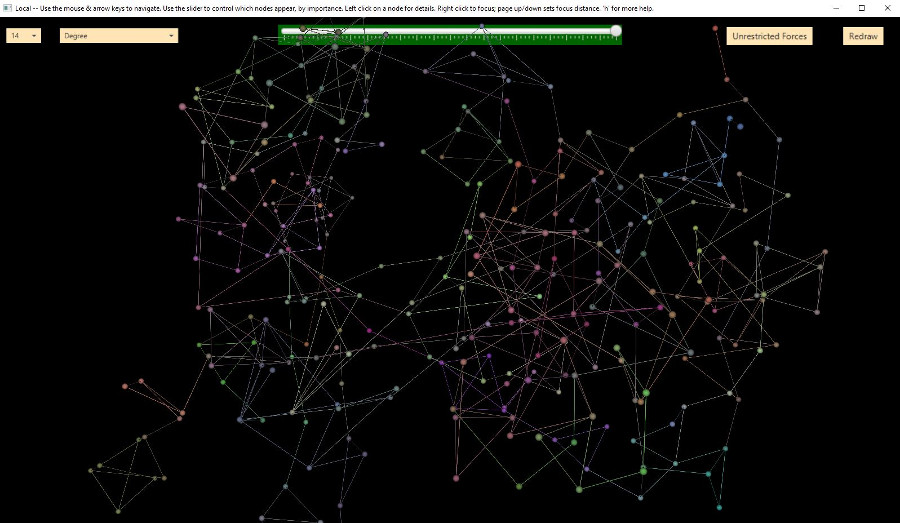 Local -- Use the mouse & arrow keys to navigate. Use the slider to control which nodes appear, by importance. Left click on a node for details. Right click to focus; page up/down sets focus distance. 'n' for more help.
14
Degree
Unrestricted Forces
Redraw